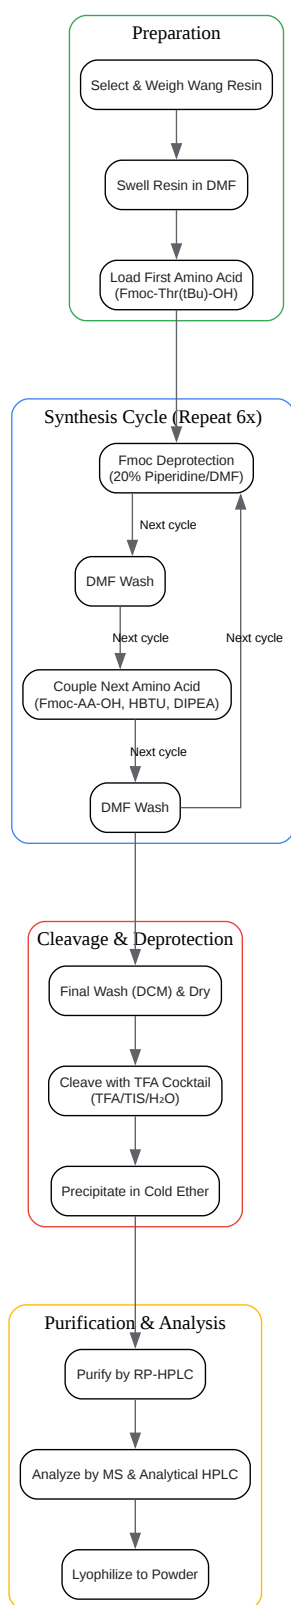 Preparation
Select & Weigh Wang Resin
Swell Resin in DMF
Load First Amino Acid
(Fmoc-Thr(tBu)-OH)
Synthesis Cycle (Repeat 6x)
Fmoc Deprotection
(20% Piperidine/DMF)
Next cycle
DMF Wash
Next cycle
Next cycle
Couple Next Amino Acid
(Fmoc-AA-OH, HBTU, DIPEA)
Next cycle
DMF Wash
Cleavage & Deprotection
Final Wash (DCM) & Dry
Cleave with TFA Cocktail
(TFA/TIS/H₂O)
Precipitate in Cold Ether
Purification & Analysis
Purify by RP-HPLC
Analyze by MS & Analytical HPLC
Lyophilize to Powder